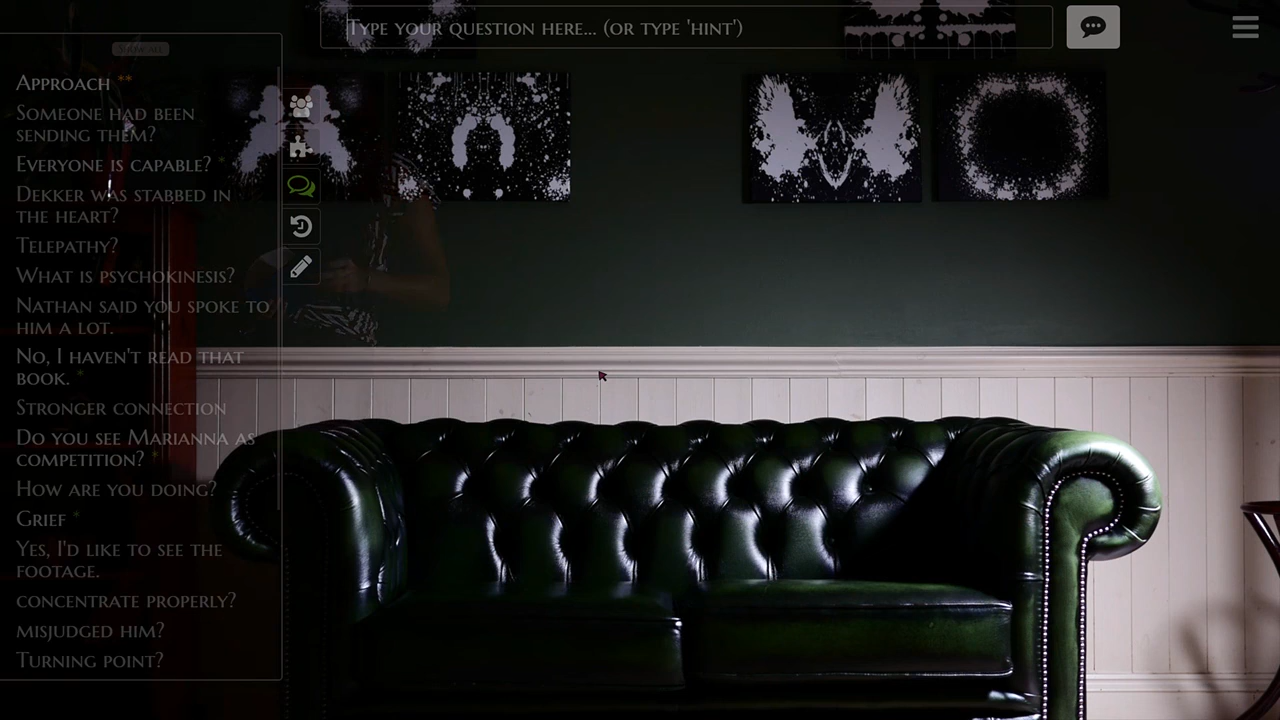 Type your question here... (or type 'hint')
Show all
Approach **
Someone had been
sending them?
Everyone is capable? *
Dekker was stabbed in
the heart?
Telepathy?
What is psychokinesis?
Nathan said you spoke to
him a lot.
No, I haven't read that
book. *
Stronger connection
Do you see Marianna as
competition? *
How are you doing?
Grief *
Yes, I'd like to see the
footage.
concentrate properly?
misjudged him?
Turning point?